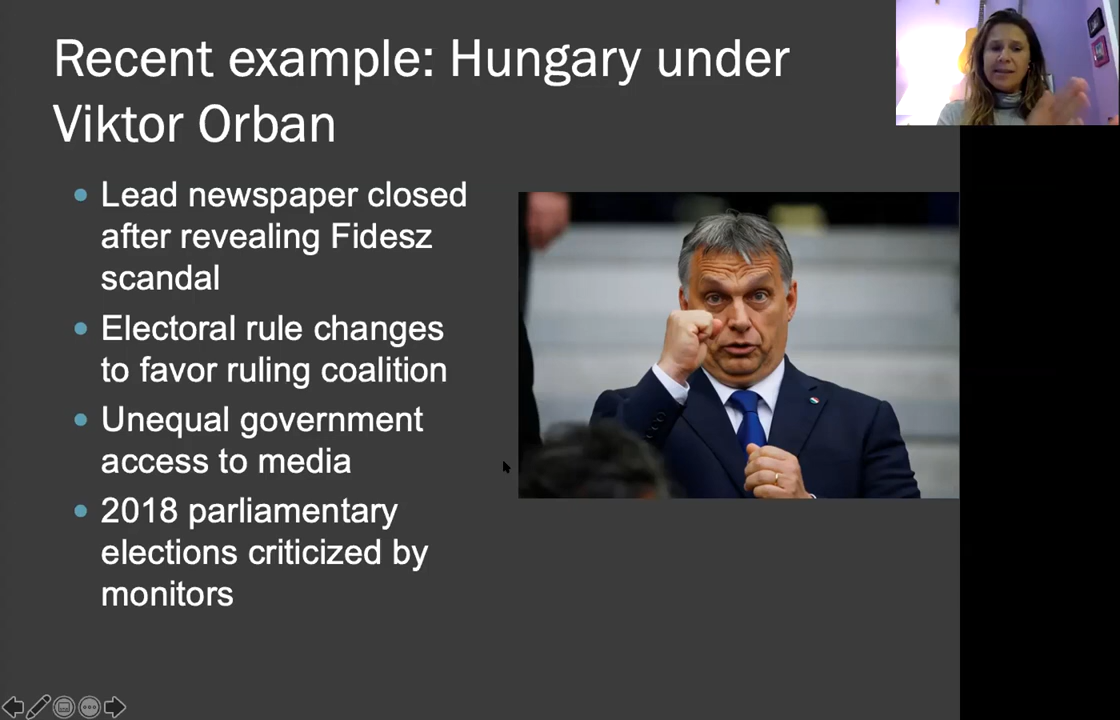 Recent example: Hungary under
Viktor Orban
Lead newspaper closed
after revealing Fidesz
scandal
Electoral rule changes
to favor ruling coalition
Unequal government
access to media
2018 parliamentary
elections criticized by
monitors